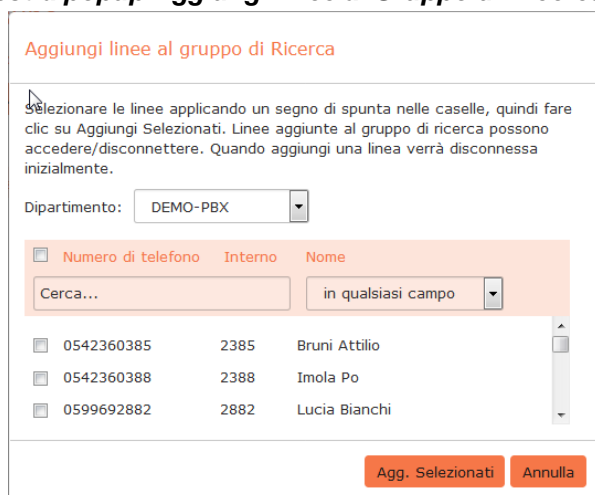 Aggiungi linee al gruppo di Ricerca
Selezionare le linee applicando un segno di spunta nelle caselle, quindi fare
clic su Aggiungi Selezionati. Linee aggiunte al gruppo di ricerca possono
accedere/disconnettere. Quando aggiungi una linea verrà disconnessa
inizialmente.
Dipartimento: DEMO-PBX
Numero di telefono Interno Nome
Cerca... in qualsiasi campo
0542360385 2385 Bruni Attilio
0542360388 2388 Imola Po
0599692882 2882 Lucia Bianchi
Agg. Selezionati Annulla